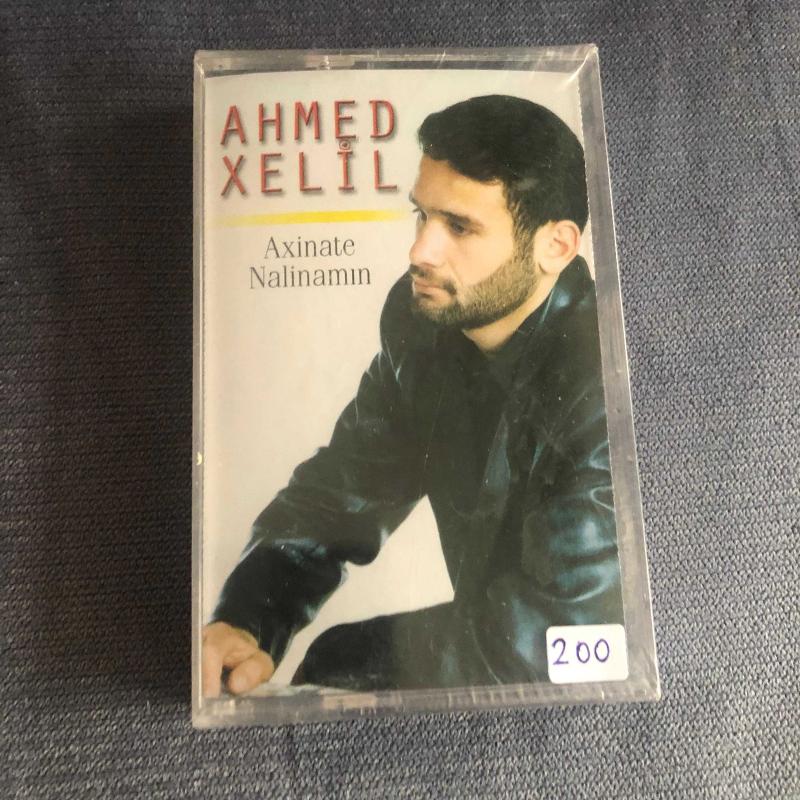 AHMED
XELİL
Axinate
Nalinamın
200